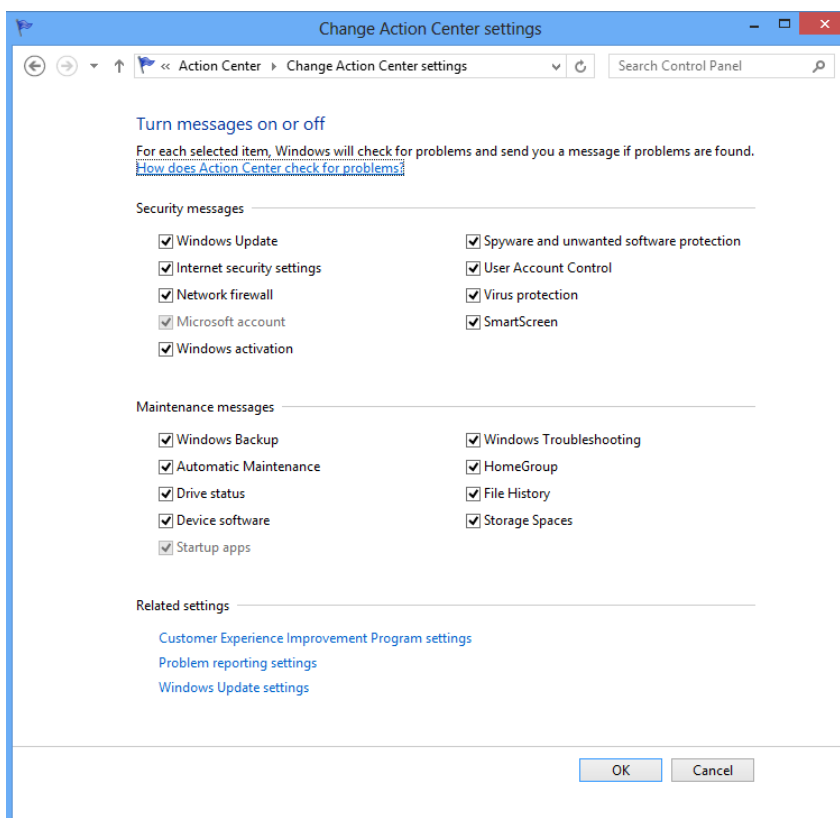 Change Action Center settings
« Action Center Change Action Center settings
Search Control Panel
Turn messages on or off
For each selected item, Windows will check for problems and send you a message if problems are found.
How does Action Center check for problems?
Security messages
Windows Update
Spyware and unwanted software protection
Internet security settings
User Account Control
Network firewall
Virus protection
Microsoft account
SmartScreen
Windows activation
Maintenance messages
Windows Backup
Windows Troubleshooting
Automatic Maintenance
HomeGroup
Drive status
File History
Device software
Storage Spaces
Startup apps
Related settings
Customer Experience Improvement Program settings
Problem reporting settings
Windows Update settings
OK
Cancel